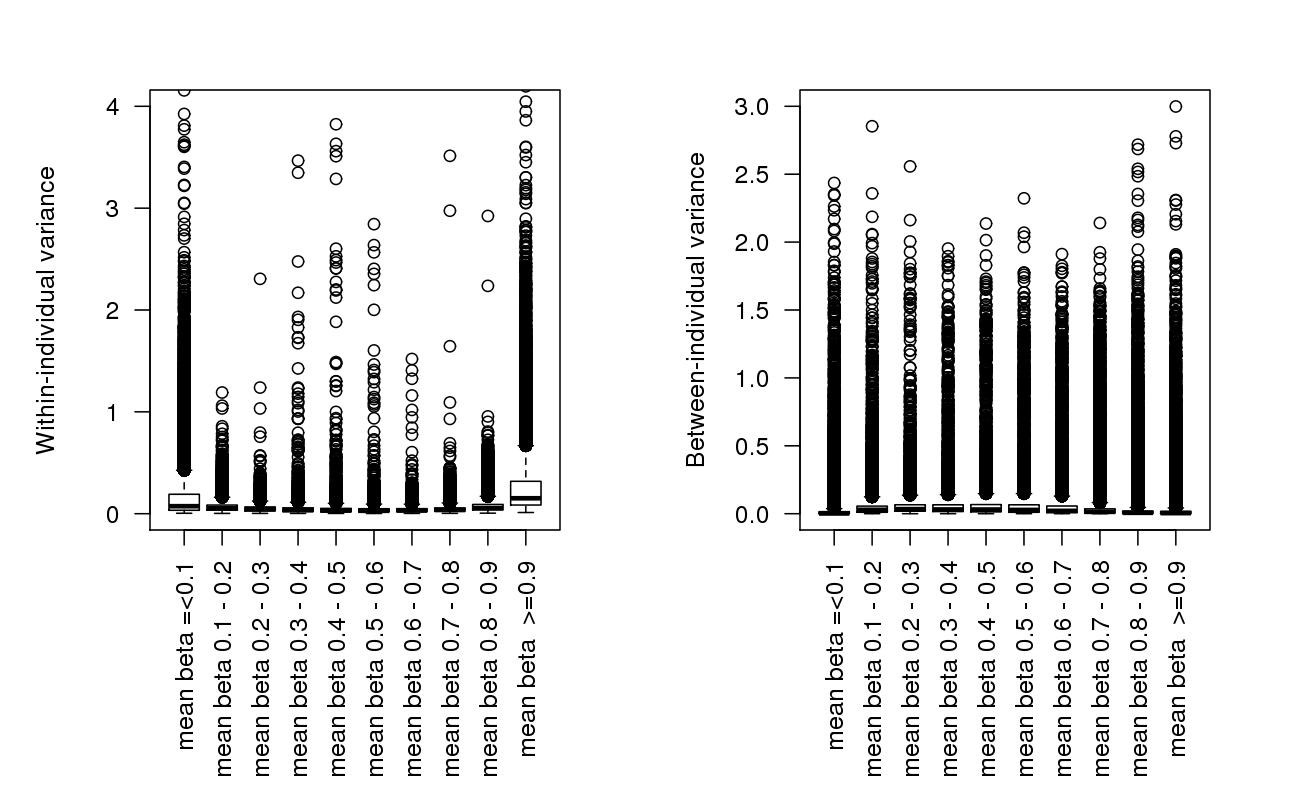 Within-individual variance
4
3
2
1
0
mean beta =<0.1
mean beta 0.1 - 0.2
mean beta 0.2 - 0.3
mean beta 0.3 - 0.4
mean beta 0.4 - 0.5
mean beta 0.5 - 0.6
mean beta 0.6 - 0.7
mean beta 0.7 - 0.8
mean beta 0.8 - 0.9
mean beta  >=0.9
Between-individual variance
3.0
2.5
2.0
1.5
1.0
0.5
0.0
mean beta =<0.1
mean beta 0.1 - 0.2
mean beta 0.2 - 0.3
mean beta 0.3 - 0.4
mean beta 0.4 - 0.5
mean beta 0.5 - 0.6
mean beta 0.6 - 0.7
mean beta 0.7 - 0.8
mean beta 0.8 - 0.9
mean beta  >=0.9